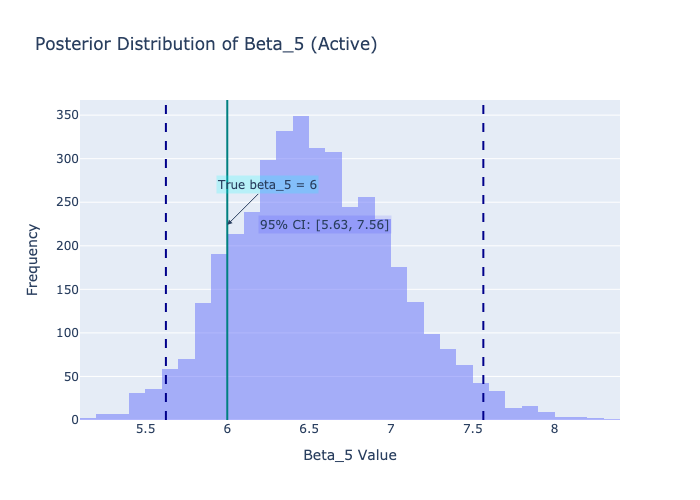 Posterior Distribution of Beta_5 (Active)
350
300
250
200
150
100
50
0
Frequency
True beta_5 = 6
95% CI: [5.63, 7.56]
5.5
6
6.5
7
7.5
8
Beta_5 Value